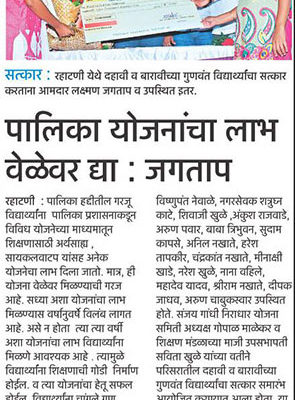 सत्कार : रहाटणी येथे दहावी व बारावीच्या गुणवंत विद्यार्थ्यांचा सत्कार
करताना आमदार लक्ष्मण जगताप व उपस्थित इतर.
पालिका योजनांचा लाभ
वेळेवर द्या : जगताप
रहाटणी : पालिका हद्दीतील गरजू
विद्यार्थ्यांना पालिका प्रशासनाकडून
विविध योजनेच्या माध्यमातून
शिक्षणासाठी अर्थसाह्य ,
सायकलवाटप यांसह अनेक
योजनेचा लाभ दिला जातो. मात्र, ही
योजना वेळेवर मिळण्याची गरज
आहे. सध्या अशा योजनांचा लाभ
मिळण्यास वर्षानुवर्षे विलंब लागत
आहे. असे न होता त्या त्या वर्षी
अशा योजनांचा लाभ विद्यार्थ्यांना
मिळणे आवश्यक आहे . त्यामुळे
विद्यार्थ्यांना शिक्षणाची गोडी निर्माण
होईल. व त्या योजनांचा हेतू सफल
होईल. विद्यार्थ्यांना चांगले गुण
विष्णुपंत नेवाळे, नगरसेवक शत्रुघ्न
काटे, शिवाजी खुळे ,अंकुश राजवाडे,
अरुण पवार, बाबा त्रिभुवन, सुदाम
कापसे, अनिल नखाते, हरेश
तापकीर, चंद्रकांत नखाते, मीनाक्षी
खाडे, नरेश खुळे, नाना वहिले,
महादेव यादव, श्रीराम नखाते, दीपक
जाधव, अरुण चाबुकस्वार उपस्थित
होते. संजय गांधी निराधार योजना
समिती अध्यक्ष गोपाळ माळेकर व
शिक्षण मंडळाच्या माजी उपसभापती
सविता खुळे यांच्या वतीने
परिसरातील दहावी व बारावीच्या
गुणवंत विद्यार्थ्यांचा सत्कार समारंभ
आयोजित करण्यात आला होता. या